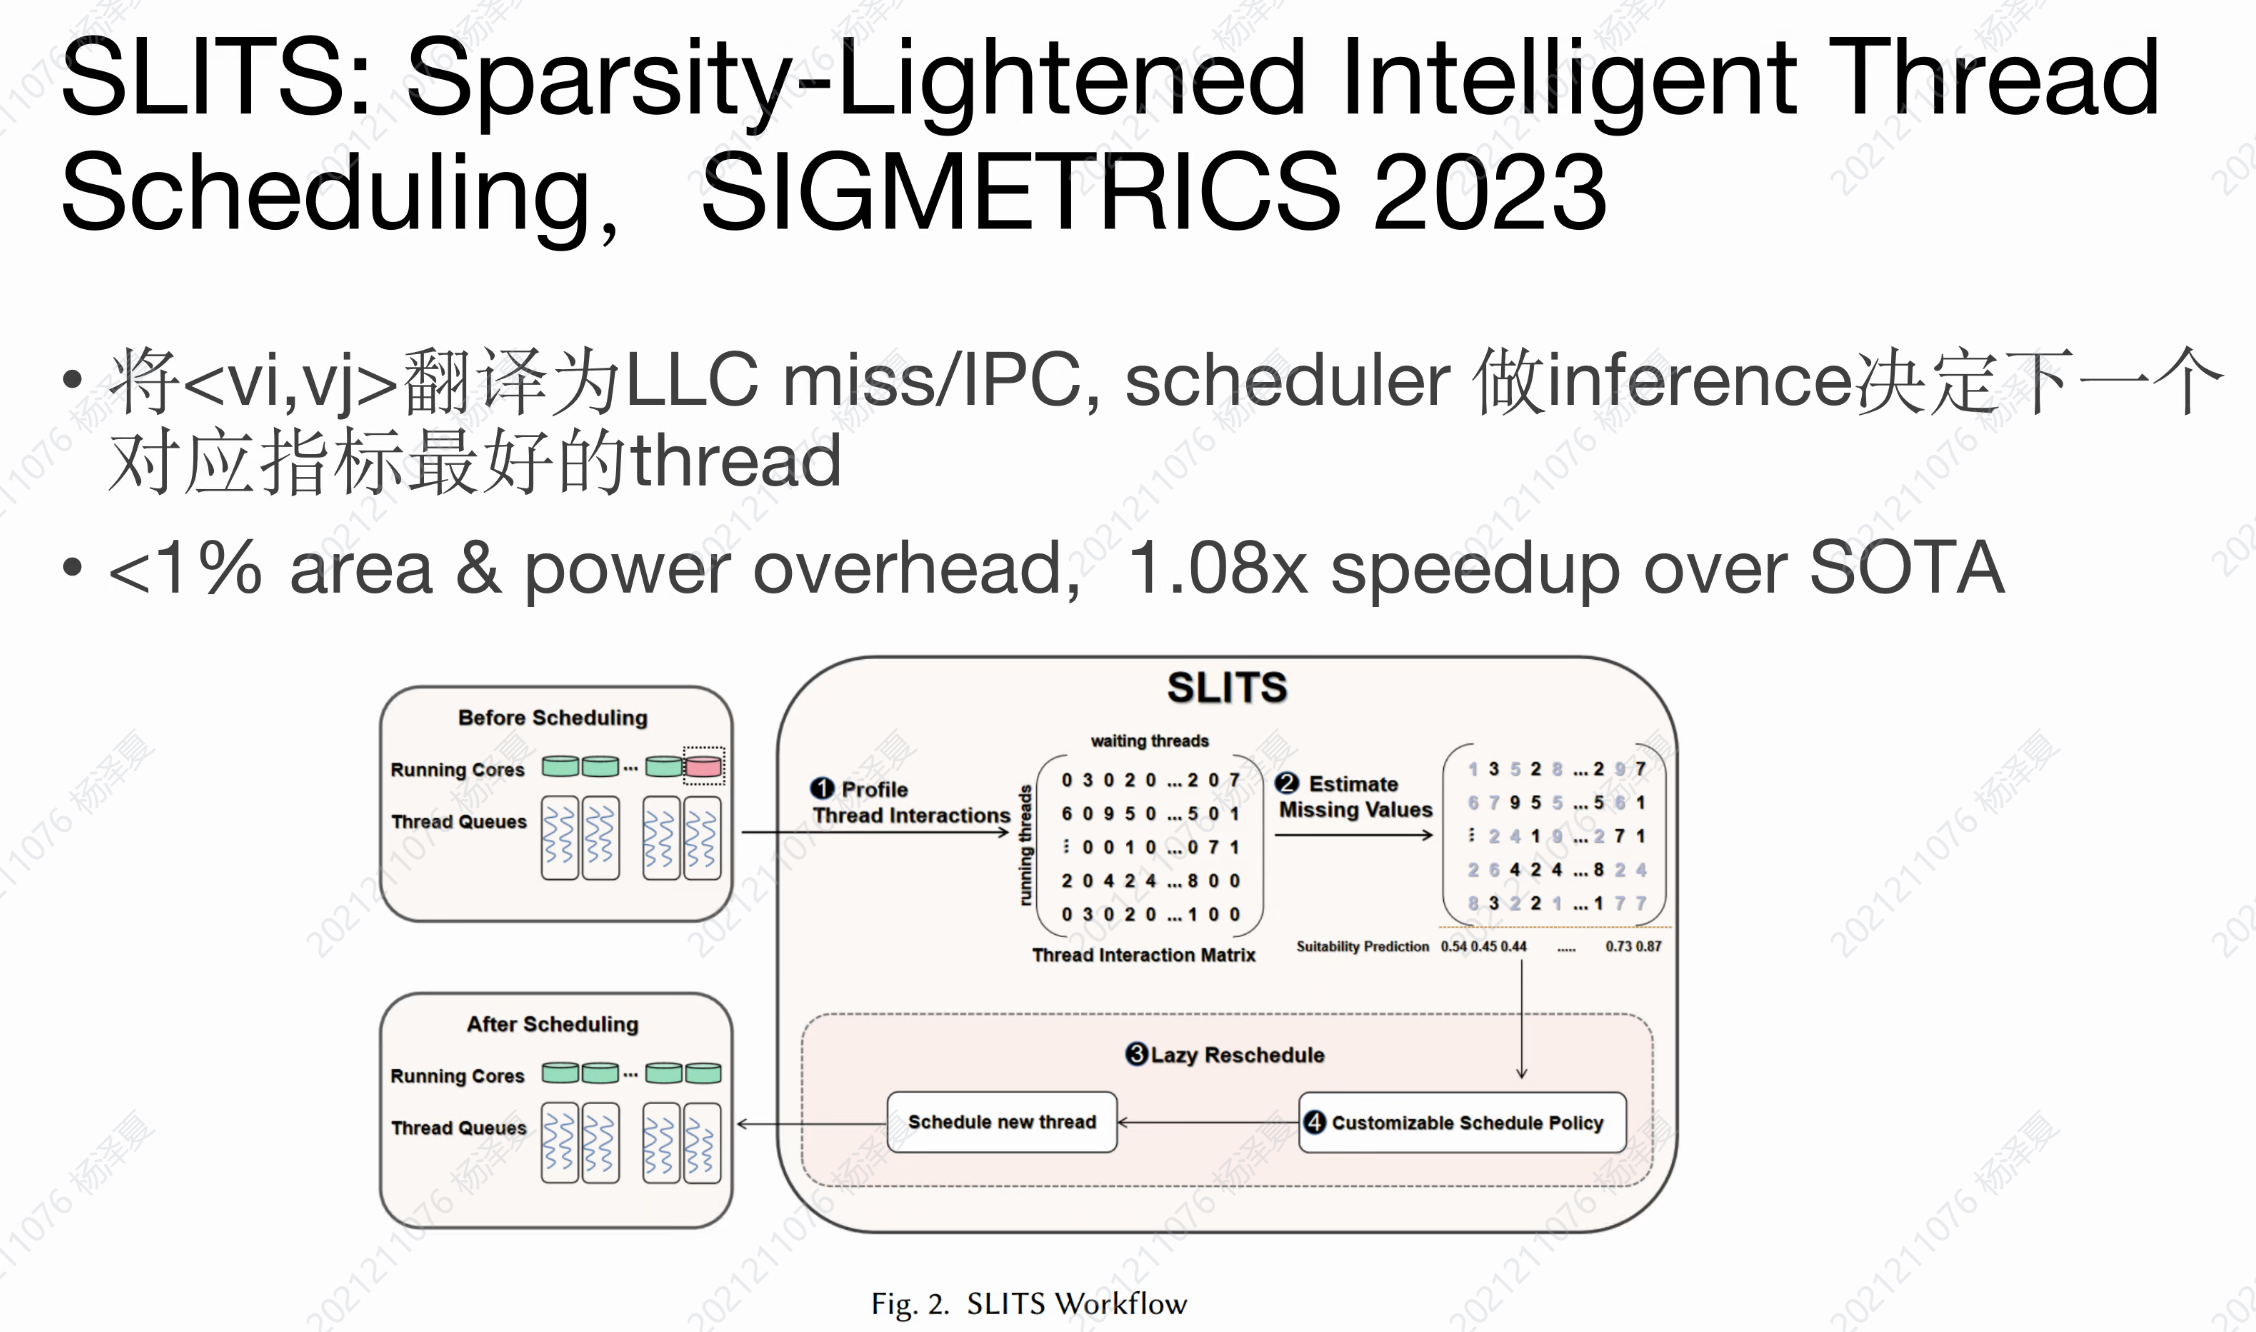 SLITS: Sparsity-Lightened Intelligent Thread
Scheduling, SIGMETRICS 2023
• 将<vi,vj>翻译为LLC miss/IPC, scheduler 做inference决定下一个
对应指标最好的thread
• <1% area & power overhead, 1.08x speedup over SOTA
Before Scheduling
Running Cores ...
Thread Queues
After Scheduling
Running Cores ...
Thread Queues
SLITS
❶ Profile
Thread Interactions
waiting threads
running threads
0 3 0 2 0 ... 2 0 7
6 0 9 5 0 ... 5 0 1
⋮ 0 0 1 0 ... 0 7 1
2 0 4 2 4 ... 8 0 0
0 3 0 2 0 ... 1 0 0
Thread Interaction Matrix
❷ Estimate
Missing Values
1 3 5 2 8 ... 2 9 7
6 7 9 5 5 ... 5 6 1
⋮ 2 4 1 9 ... 2 7 1
2 6 4 2 4 ... 8 2 4
8 3 2 2 1 ... 1 7 7
Suitability Prediction 0.54 0.45 0.44 ..... 0.73 0.87
❸ Lazy Reschedule
❹ Customizable Schedule Policy
Schedule new thread
Fig. 2. SLITS Workflow
2021211076 杨泽夏